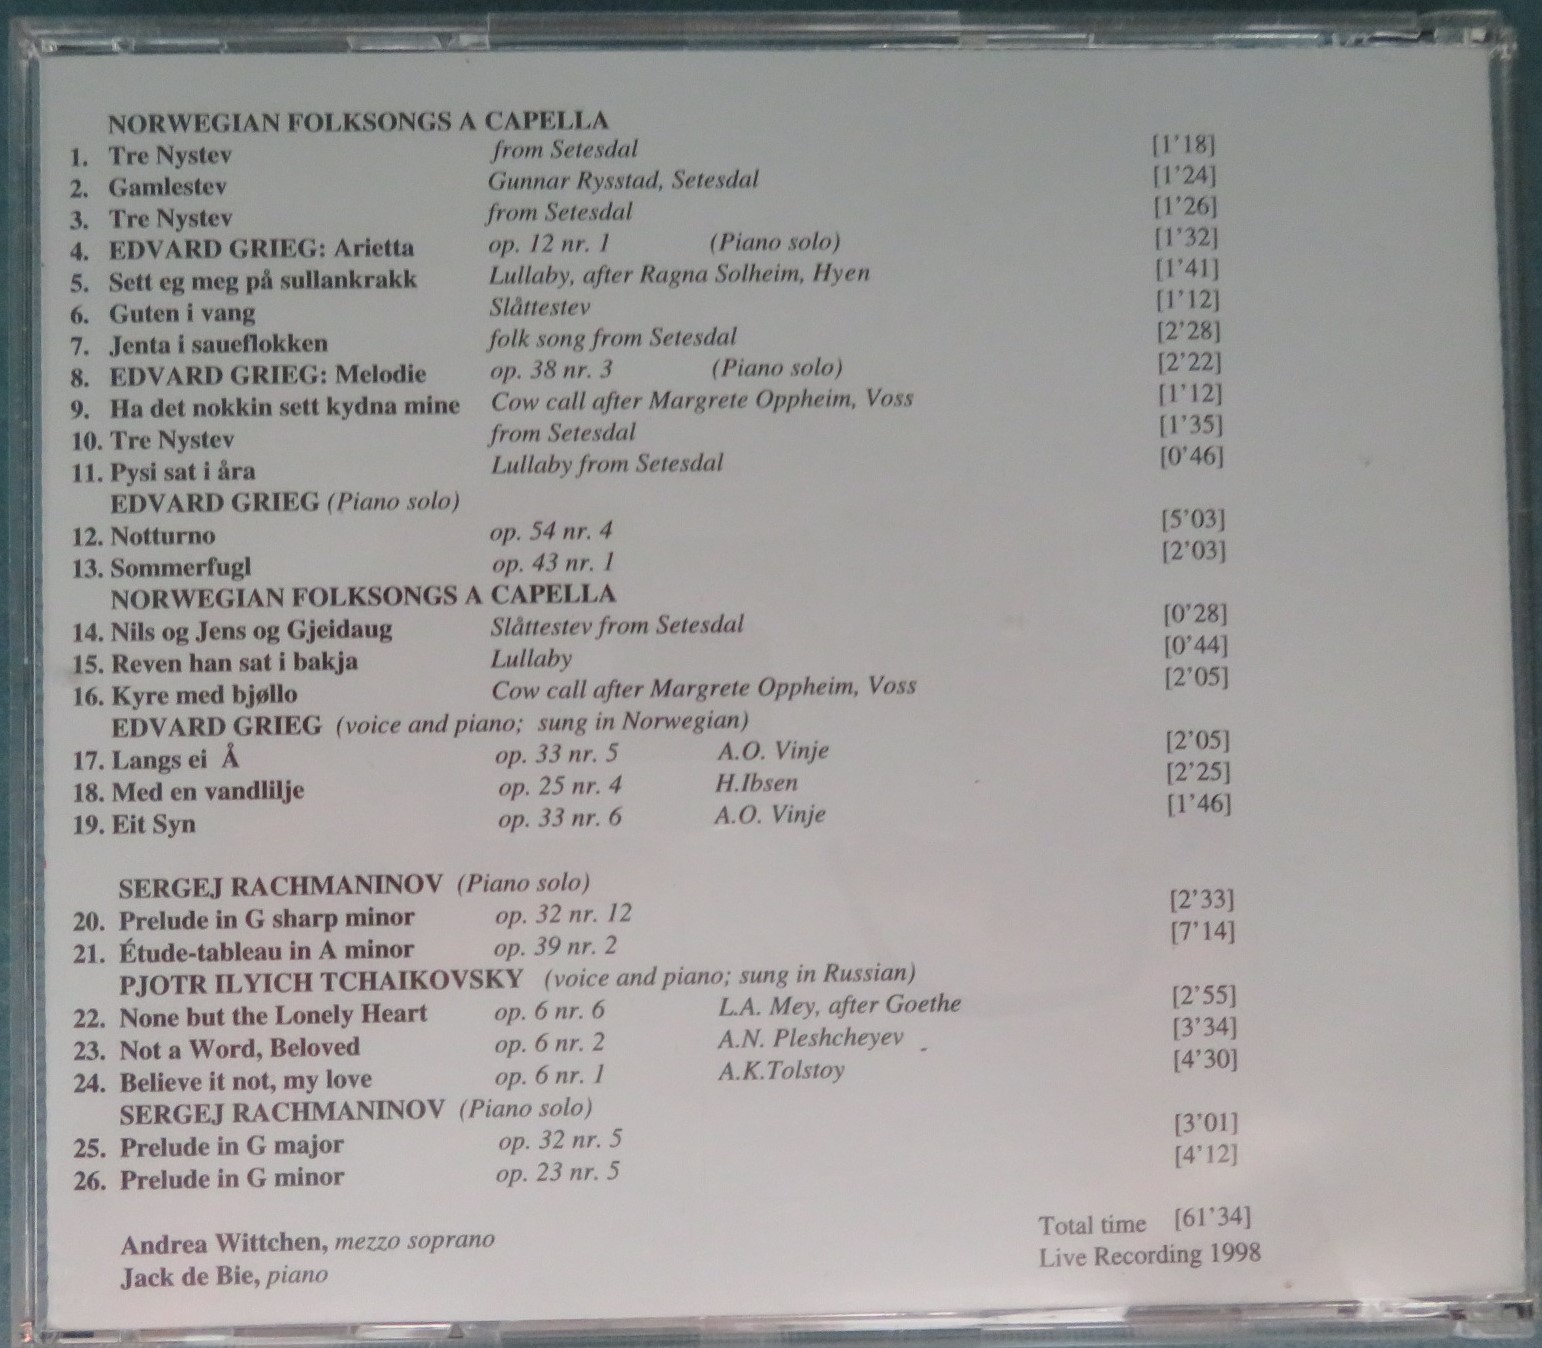 NORWEGIAN FOLKSONGS A CAPELLA
1. Tre Nystev from Setesdal [1'18]
2. Gamlestev Gunnar Rysstad, Setesdal [1'24]
3. Tre Nystev from Setesdal [1'26]
4. EDVARD GRIEG: Arietta op. 12 nr. 1 (Piano solo) [1'32]
5. Sett eg meg på sullankrakk Lullaby, after Ragna Solheim, Hyen [1'41]
6. Guten i vang Slåttestev [1'12]
7. Jenta i saueflokken folk song from Setesdal [2'28]
8. EDVARD GRIEG: Melodie op. 38 nr. 3 (Piano solo) [2'22]
9. Ha det nokkin sett kydna mine Cow call after Margrete Oppheim, Voss [1'12]
10. Tre Nystev from Setesdal [1'35]
11. Pysi sat i åra Lullaby from Setesdal [0'46]
EDVARD GRIEG (Piano solo)
12. Notturno op. 54 nr. 4 [5'03]
13. Sommerfugl op. 43 nr. 1 [2'03]
NORWEGIAN FOLKSONGS A CAPELLA
14. Nils og Jens og Gjeidaug Slåttestev from Setesdal [0'28]
15. Reven han sat i bakja Lullaby [0'44]
16. Kyre med bjøllo Cow call after Margrete Oppheim, Voss [2'05]
EDVARD GRIEG (voice and piano; sung in Norwegian)
17. Langs ei Å op. 33 nr. 5 A.O. Vinje [2'05]
18. Med en vandlilje op. 25 nr. 4 H.Ibsen [2'25]
19. Eit Syn op. 33 nr. 6 A.O. Vinje [1'46]
SERGEJ RACHMANINOV (Piano solo)
20. Prelude in G sharp minor op. 32 nr. 12 [2'33]
21. Étude-tableau in A minor op. 39 nr. 2 [7'14]
PJOTR ILYICH TCHAIKOVSKY (voice and piano; sung in Russian)
22. None but the Lonely Heart op. 6 nr. 6 L.A. Mey, after Goethe [2'55]
23. Not a Word, Beloved op. 6 nr. 2 A.N. Pleshcheyev [3'34]
24. Believe it not, my love op. 6 nr. 1 A.K.Tolstoy [4'30]
SERGEJ RACHMANINOV (Piano solo)
25. Prelude in G major op. 32 nr. 5 [3'01]
26. Prelude in G minor op. 23 nr. 5 [4'12]
Total time [61'34]
Andrea Wittchen, mezzo soprano
Live Recording 1998
Jack de Bie, piano